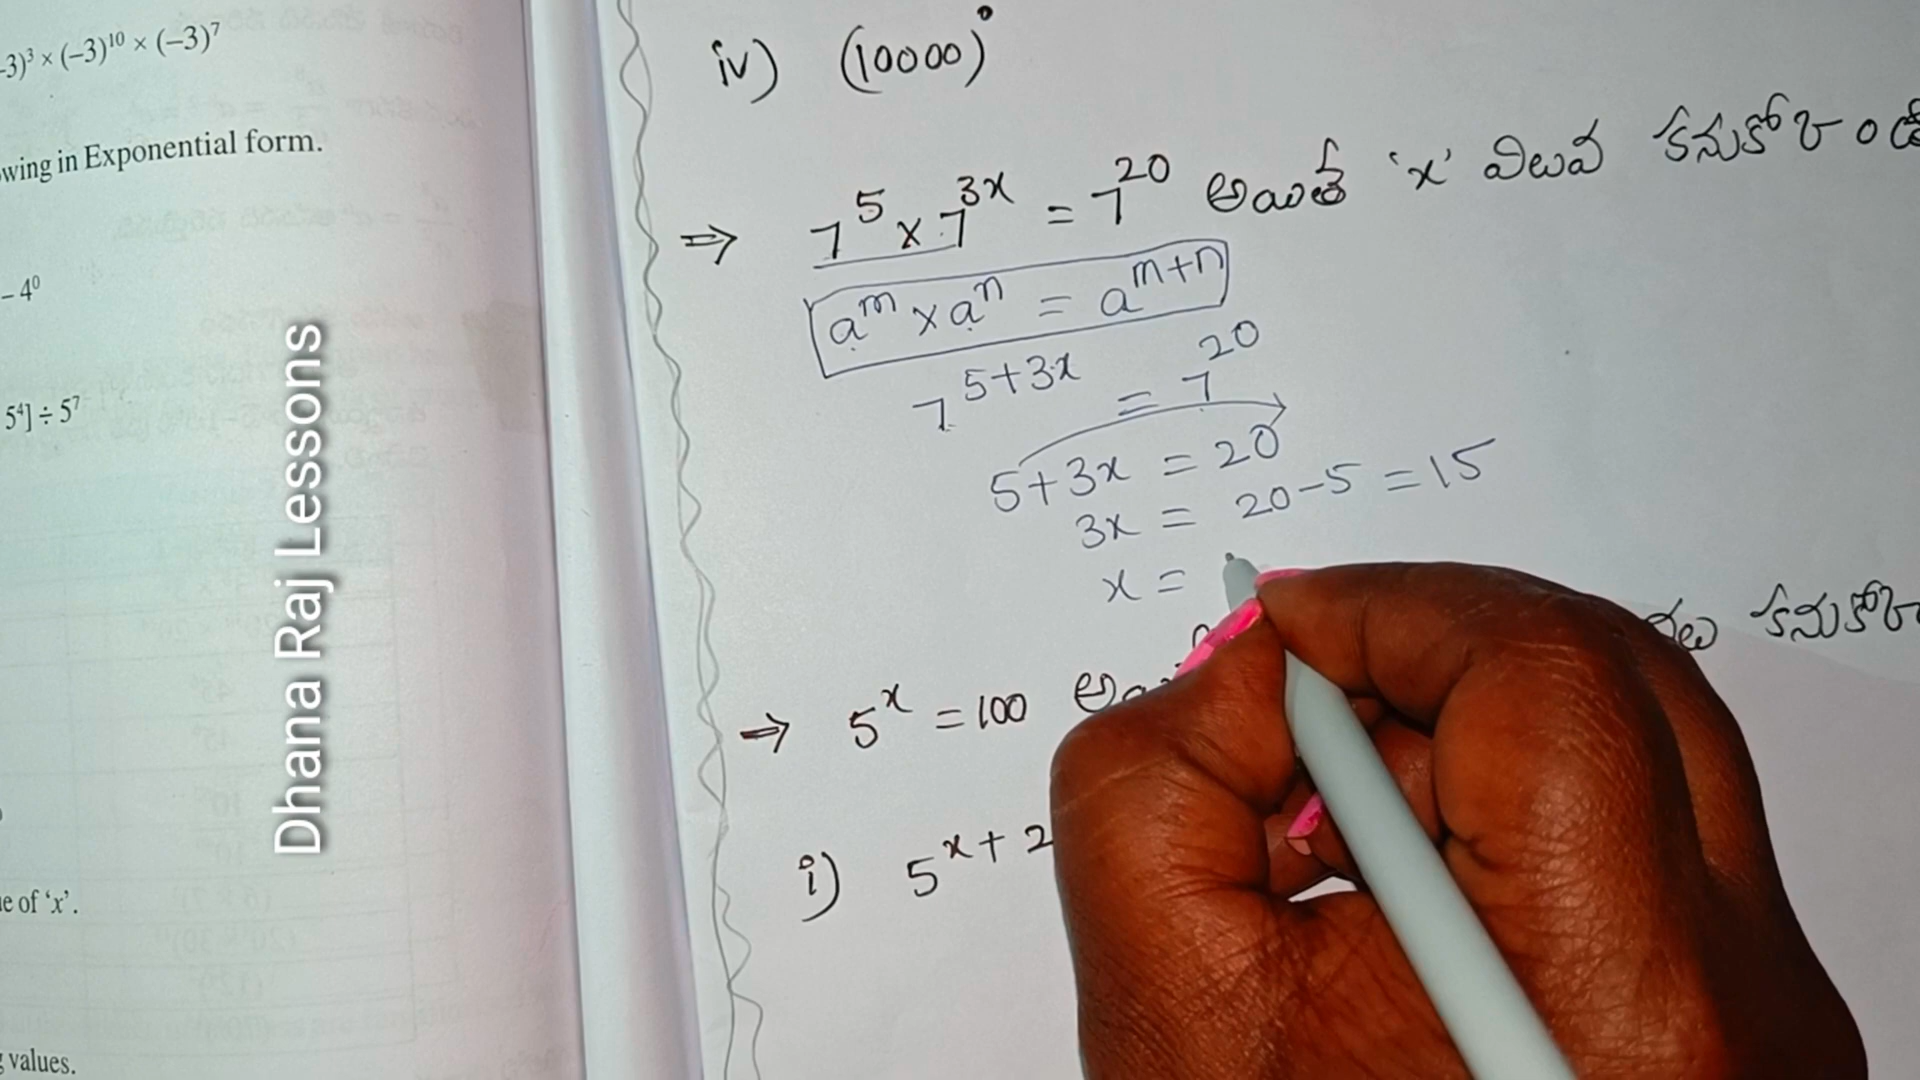 -3)³ × (–3)¹⁰ × (–3)⁷
wing in Exponential form.
– 4⁰
5⁴] ÷ 5⁷
e of ‘x’.
values.
Dhana Raj Lessons
iv) (10000)⁰
⇒ 7⁵ × 7³ˣ = 7²⁰ అయితే ‘x’ విలువ
aᵐ × aⁿ = aᵐ⁺ⁿ
7⁵⁺³ˣ = 7²⁰
5+3x = 20
3x = 20–5 = 15
x =
⇒ 5ˣ = 100
i) 5ˣ⁺²